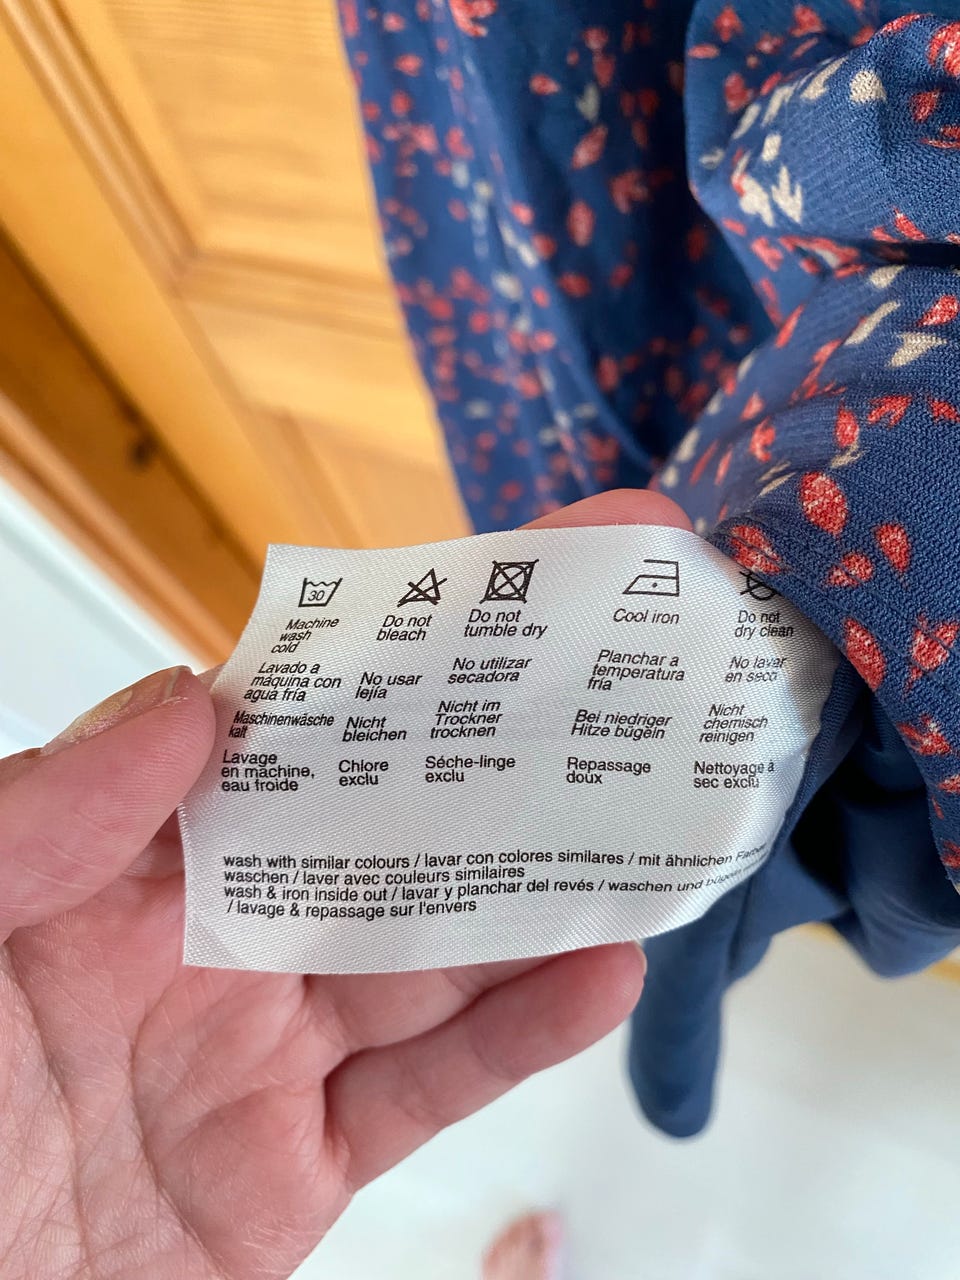 30
Machine
wash
cold
Do not
bleach
Do not
tumble dry
Cool iron
Do not
dry clean
Lavado a
máquina con
agua fría
No usar
lejía
No utilizar
secadora
Planchar a
temperatura
fría
No lavar
en seco
Maschinenwäsche
kalt
Nicht
bleichen
Nicht im
Trockner
trocknen
Bei niedriger
Hitze bügeln
Nicht
chemisch
reinigen
Lavage
en machine,
eau froide
Chlore
exclu
Séche-linge
exclu
Repassage
doux
Nettoyage à
sec exclu
wash with similar colours / lavar con colores similares / mit ähnlichen Farben
waschen / laver avec couleurs similaires
wash & iron inside out / lavar y planchar del revés / waschen und bügeln
/ lavage & repassage sur l'envers